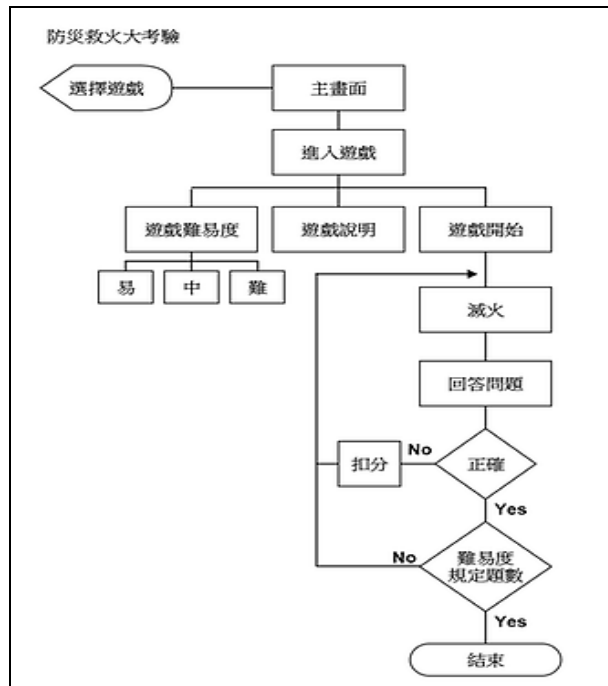 防災救火大考驗
選擇遊戲
主畫面
進入遊戲
遊戲難易度
遊戲說明
遊戲開始
易
中
難
滅火
回答問題
扣分
No
正確
Yes
No
難易度
規定題數
Yes
結束